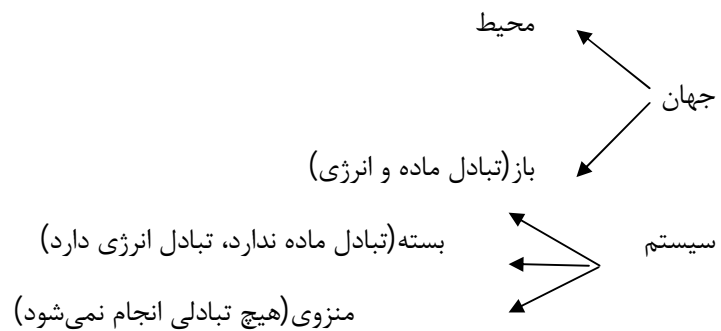 محیط
جهان
باز(تبادل ماده و انرژی)
سیستم بسته(تبادل ماده ندارد، تبادل انرژی دارد)
منزوی(هیچ تبادلی انجام نمی‌شود)